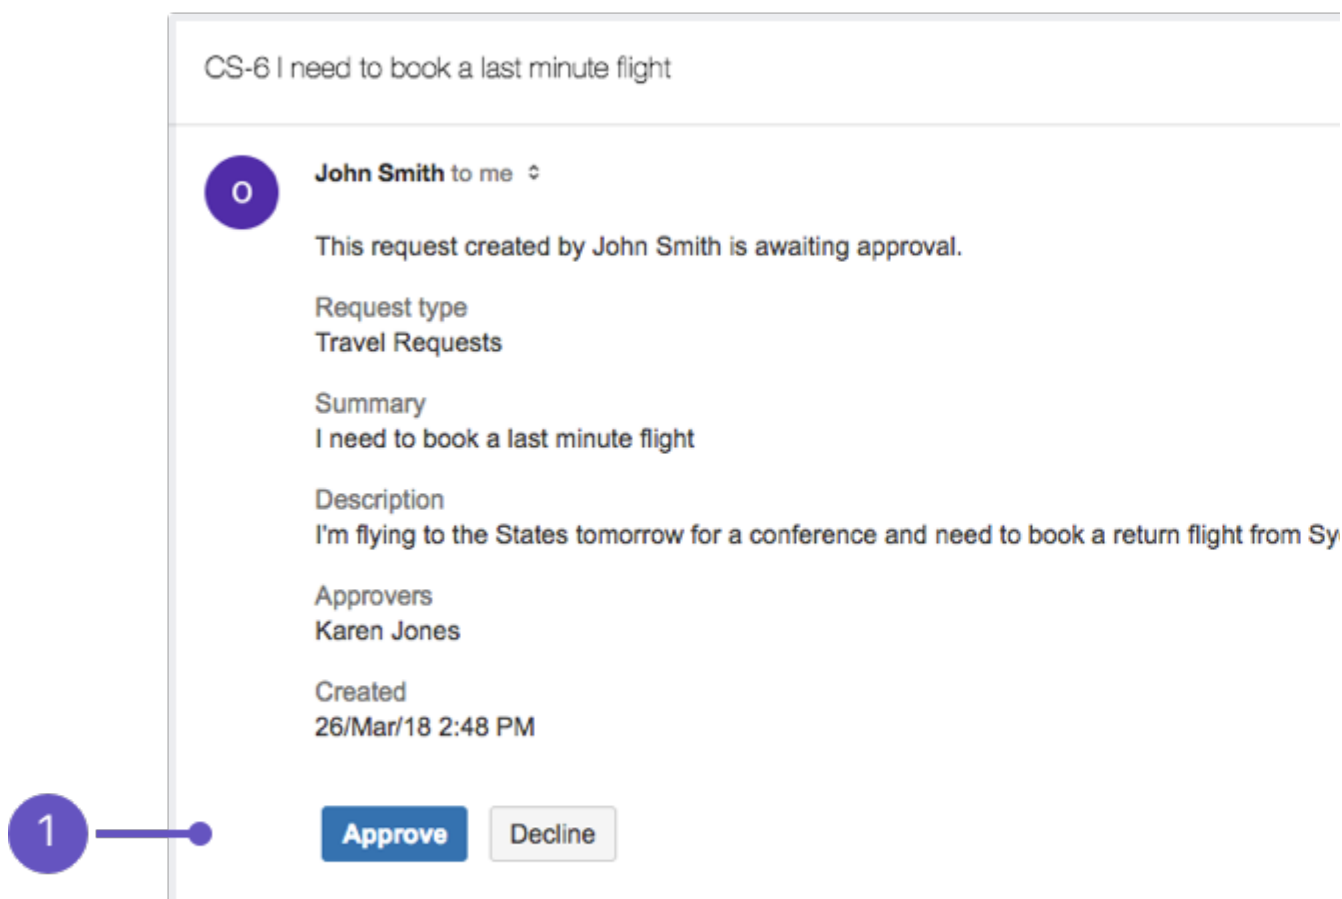 CS-6 I need to book a last minute flight
O
John Smith to me
This request created by John Smith is awaiting approval.
Request type
Travel Requests
Summary
I need to book a last minute flight
Description
I'm flying to the States tomorrow for a conference and need to book a return flight from
Approvers
Karen Jones
Created
26/Mar/18 2:48 PM
1
Approve Decline